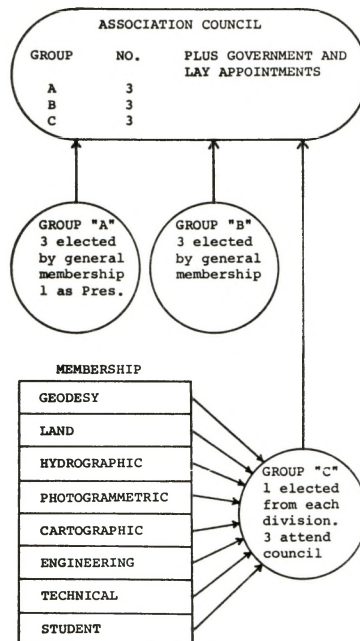 ASSOCIATION COUNCIL
GROUP NO. PLUS GOVERNMENT AND
LAY APPOINTMENTS
A 3
B 3
C 3
GROUP "A"
3 elected
by general
membership
1 as Pres.
GROUP "B"
3 elected
by general
membership
MEMBERSHIP
GEODESY
LAND
HYDROGRAPHIC
PHOTOGRAMMETRIC
CARTOGRAPHIC
ENGINEERING
TECHNICAL
STUDENT
GROUP "C"
1 elected
from each
division.
3 attend
council